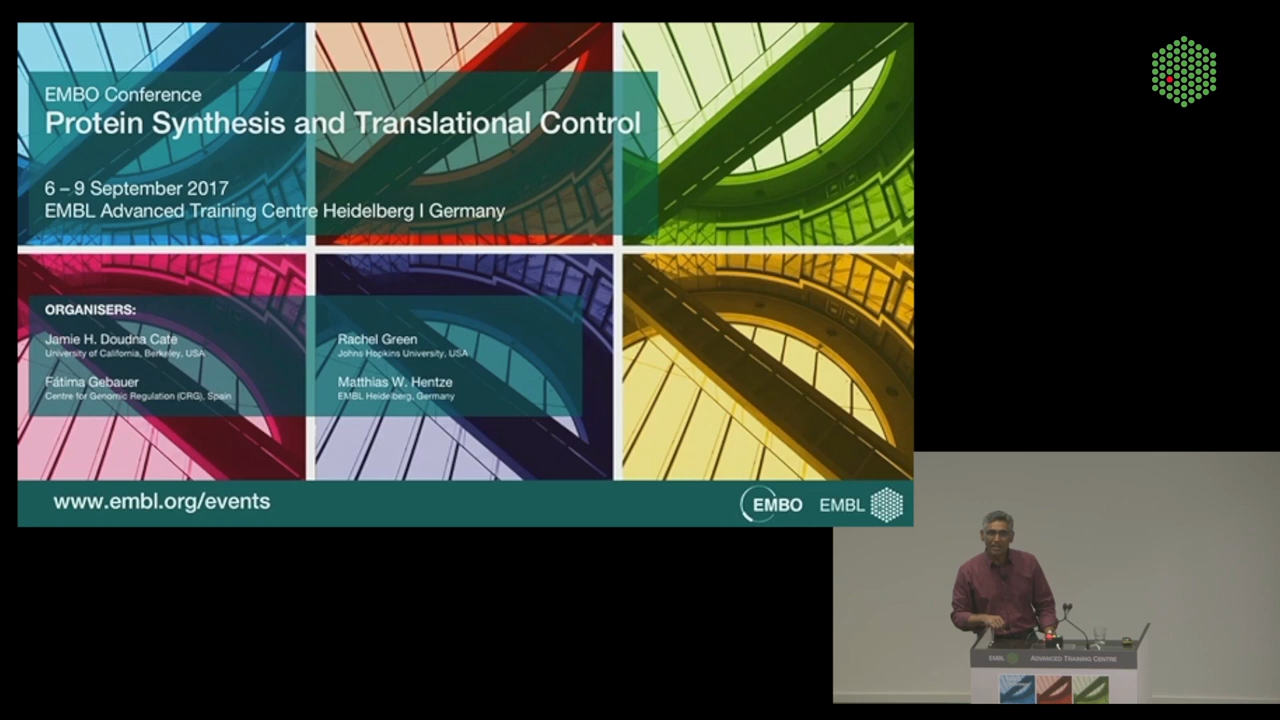 EMBO Conference
Protein Synthesis and Translational Control
6 – 9 September 2017
EMBL Advanced Training Centre Heidelberg I Germany
ORGANISERS:
Jamie H. Doudna Cate
University of California, Berkeley, USA
Rachel Green
Johns Hopkins University, USA
Fátima Gebauer
Centre for Genomic Regulation (CRG), Spain
Matthias W. Hentze
EMBL Heidelberg, Germany
www.embl.org/events
EMBO
EMBL
EMBL ADVANCED TRAINING CENTRE